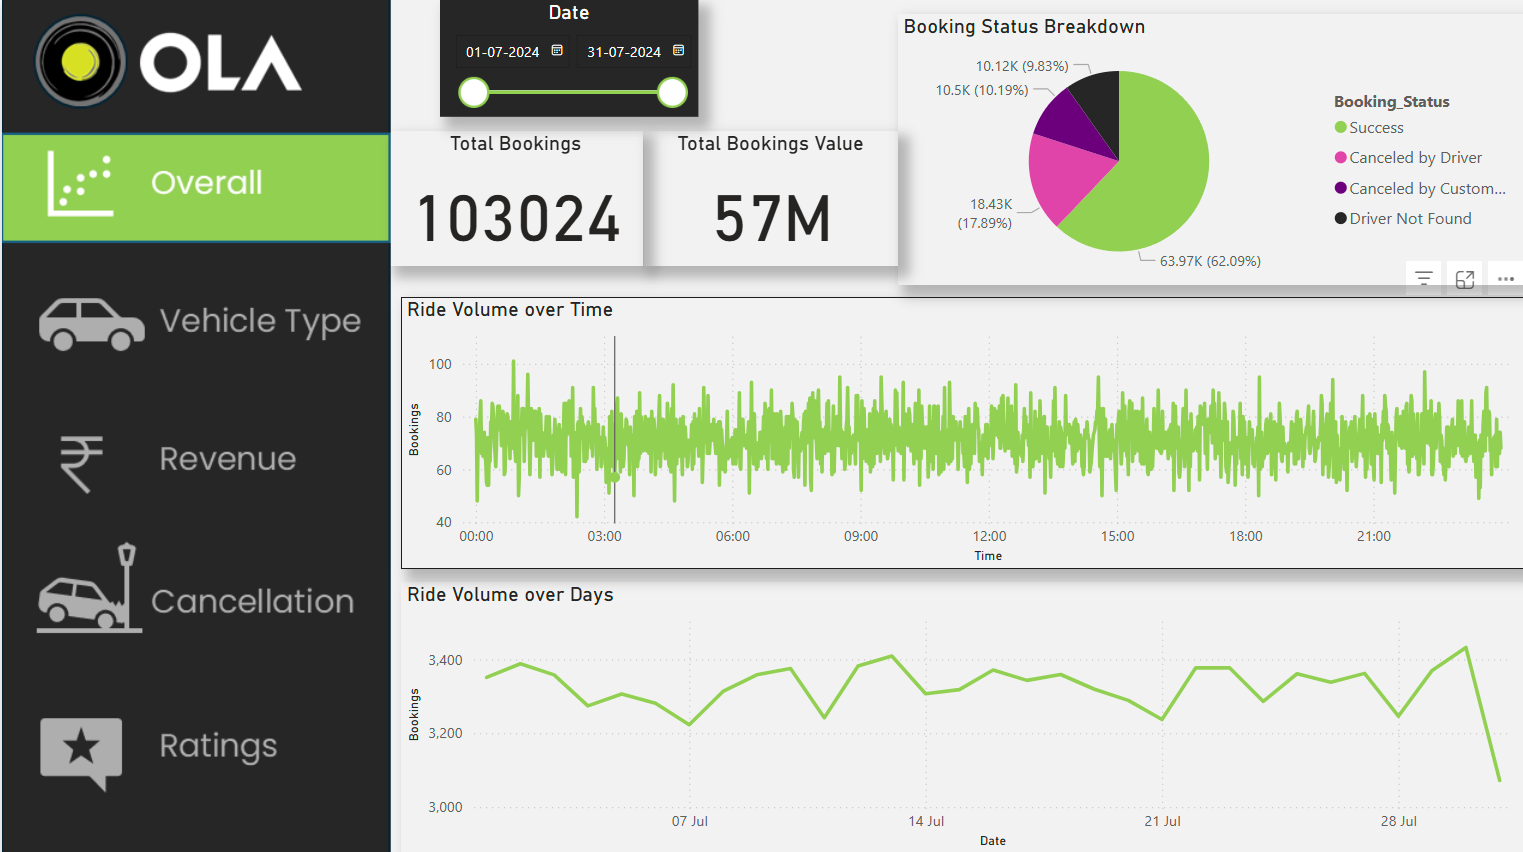 OLA
Overall
Vehicle Type
Revenue
Cancellation
Ratings
Date
01-07-2024 31-07-2024
Total Bookings
103024
Total Bookings Value
57M
Booking Status Breakdown
10.12K (9.83%)
10.5K (10.19%)
18.43K
(17.89%)
63.97K (62.09%)
Booking_Status
Success
Canceled by Driver
Canceled by Custom...
Driver Not Found
Ride Volume over Time
Bookings
100
80
60
40
00:00 03:00 06:00 09:00 12:00 15:00 18:00 21:00
Time
Ride Volume over Days
Bookings
3,400
3,200
3,000
07 Jul 14 Jul 21 Jul 28 Jul
Date